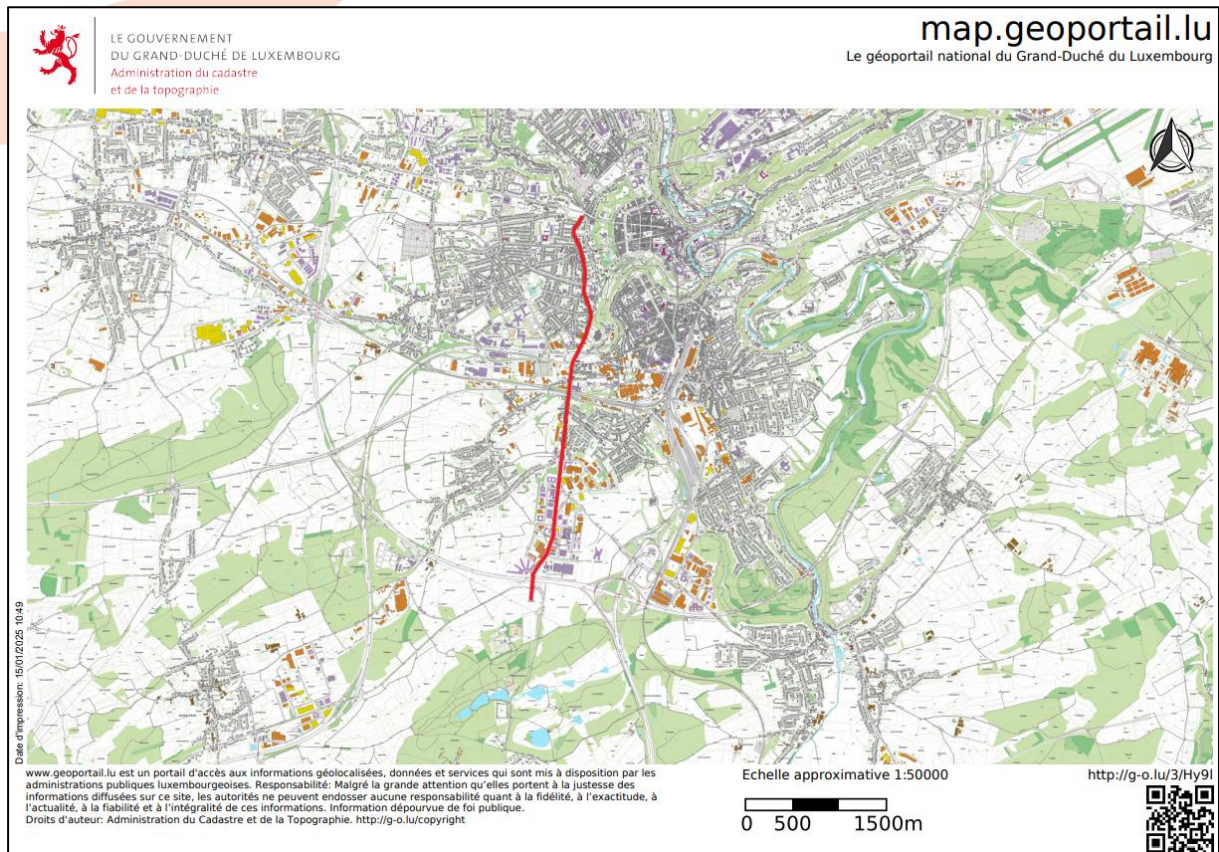 LE GOUVERNEMENT
DU GRAND-DUCHÉ DE LUXEMBOURG
Administration du cadastre
et de la topographie
map.geoportail.lu
Le géoportail national du Grand-Duché du Luxembourg
Date d'impression: 15/01/2025 10:49
www.geoportail.lu est un portail d'accès aux informations géolocalisées, données et services qui sont mis à disposition par les
administrations publiques luxembourgeoises. Responsabilité: Malgré la grande attention qu'elles portent à la justesse des
informations diffusées sur ce site, les autorités ne peuvent endosser aucune responsabilité quant à la fidélité, à l'exactitude, à
l'actualité, à la fiabilité et à l'intégralité de ces informations. Information dépourvue de foi publique.
Droits d'auteur: Administration du Cadastre et de la Topographie. http://g-o.lu/copyright
Echelle approximative 1:50000
0 500 1500m
http://g-o.lu/3/Hy9l